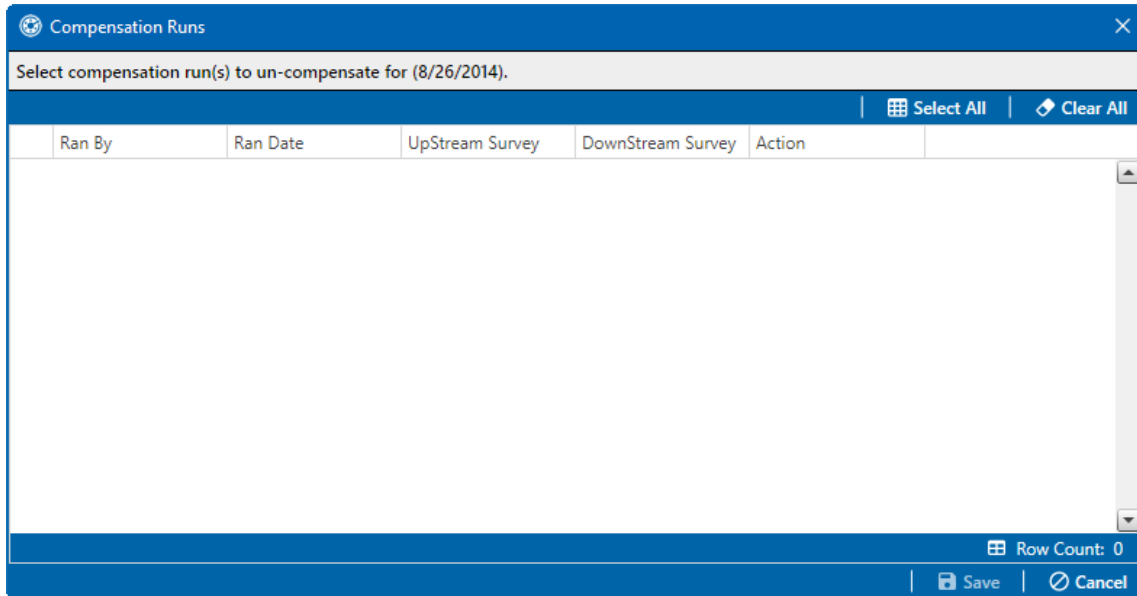 Compensation Runs
Select compensation run(s) to un-compensate for (8/26/2014).
Select All Clear All
Ran By Ran Date UpStream Survey DownStream Survey Action
Row Count: 0
Save Cancel